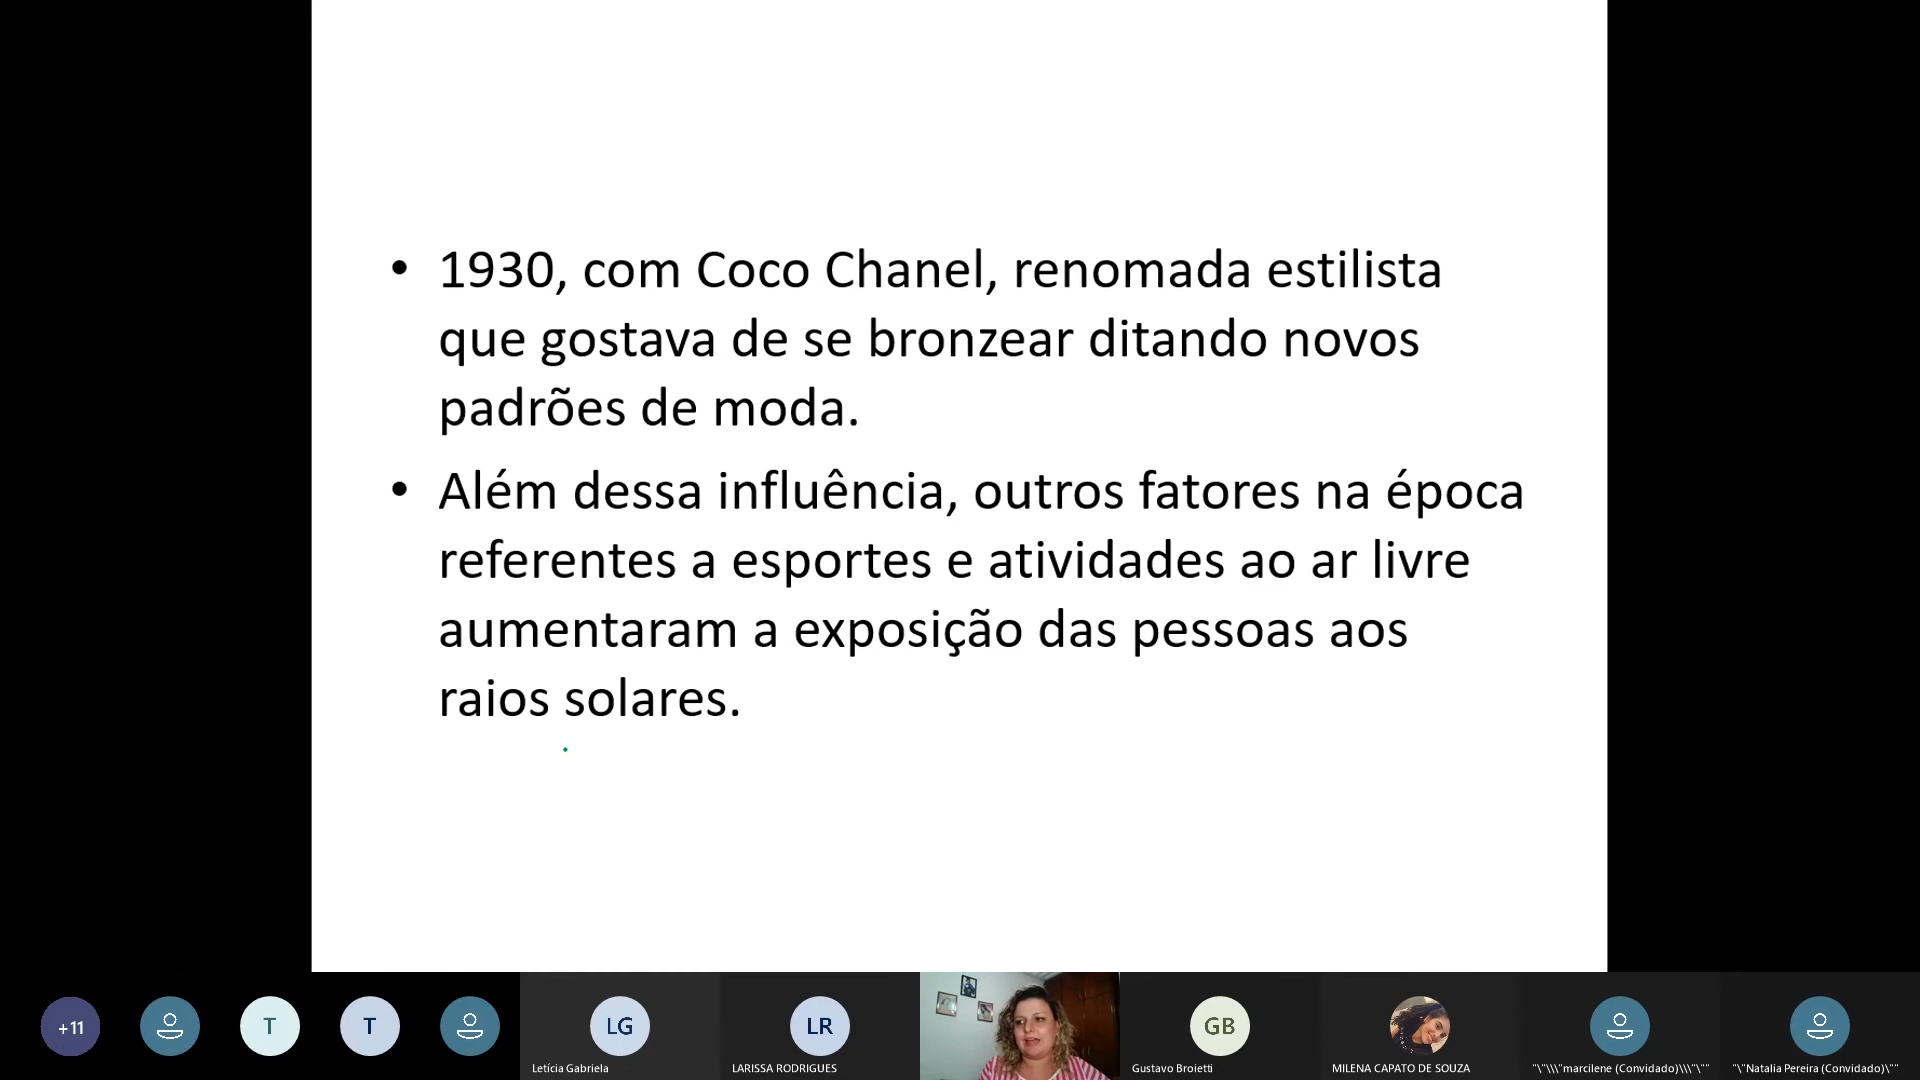 • 1930, com Coco Chanel, renomada estilista
que gostava de se bronzear ditando novos
padrões de moda.
• Além dessa influência, outros fatores na época
referentes a esportes e atividades ao ar livre
aumentaram a exposição das pessoas aos
raios solares.
+11
T
T
LG
LR
GB
Letícia Gabriela
LARISSA RODRIGUES
Gustavo Broietti
MILENA CAPATO DE SOUZA
"\"\\\"marcilene (Convidado)\\\"\""
"\"Natalia Pereira (Convidado)\""